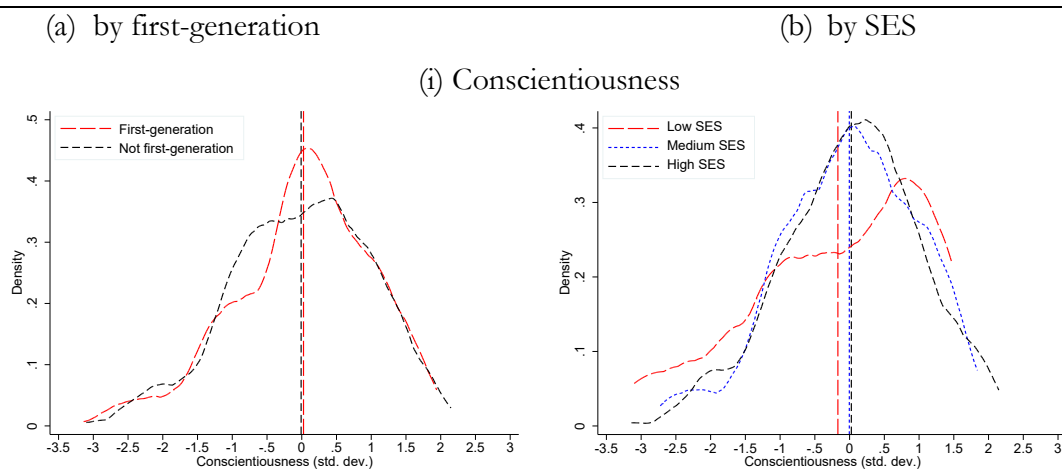 (a) by first-generation
(b) by SES
(i) Conscientiousness
First-generation
Not first-generation
Density
0 .1 .2 .3 .4 .5
-3.5 -3 -2.5 -2 -1.5 -1 -.5 0 .5 1 1.5 2 2.5 3
Conscientiousness (std. dev.)
Low SES
Medium SES
High SES
Density
0 .1 .2 .3 .4
-3.5 -3 -2.5 -2 -1.5 -1 -.5 0 .5 1 1.5 2 2.5 3
Conscientiousness (std. dev.)